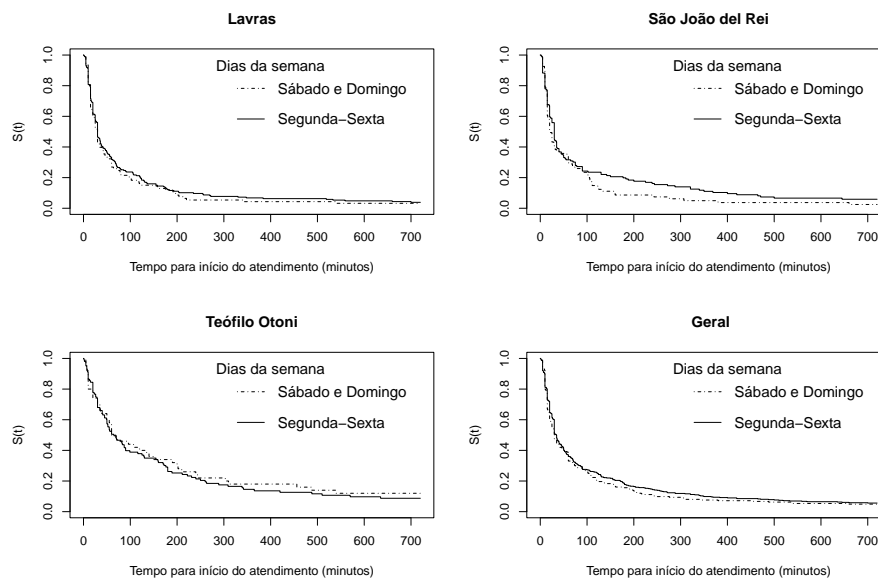 Lavras
S(t)
0.0 0.2 0.4 0.6 0.8 1.0
Dias da semana
Sábado e Domingo
Segunda−Sexta
0 100 200 300 400 500 600 700
Tempo para início do atendimento (minutos)
São João del Rei
S(t)
0.0 0.2 0.4 0.6 0.8 1.0
Dias da semana
Sábado e Domingo
Segunda−Sexta
0 100 200 300 400 500 600 700
Tempo para início do atendimento (minutos)
Teófilo Otoni
S(t)
0.0 0.2 0.4 0.6 0.8 1.0
Dias da semana
Sábado e Domingo
Segunda−Sexta
0 100 200 300 400 500 600 700
Tempo para início do atendimento (minutos)
Geral
S(t)
0.0 0.2 0.4 0.6 0.8 1.0
Dias da semana
Sábado e Domingo
Segunda−Sexta
0 100 200 300 400 500 600 700
Tempo para início do atendimento (minutos)